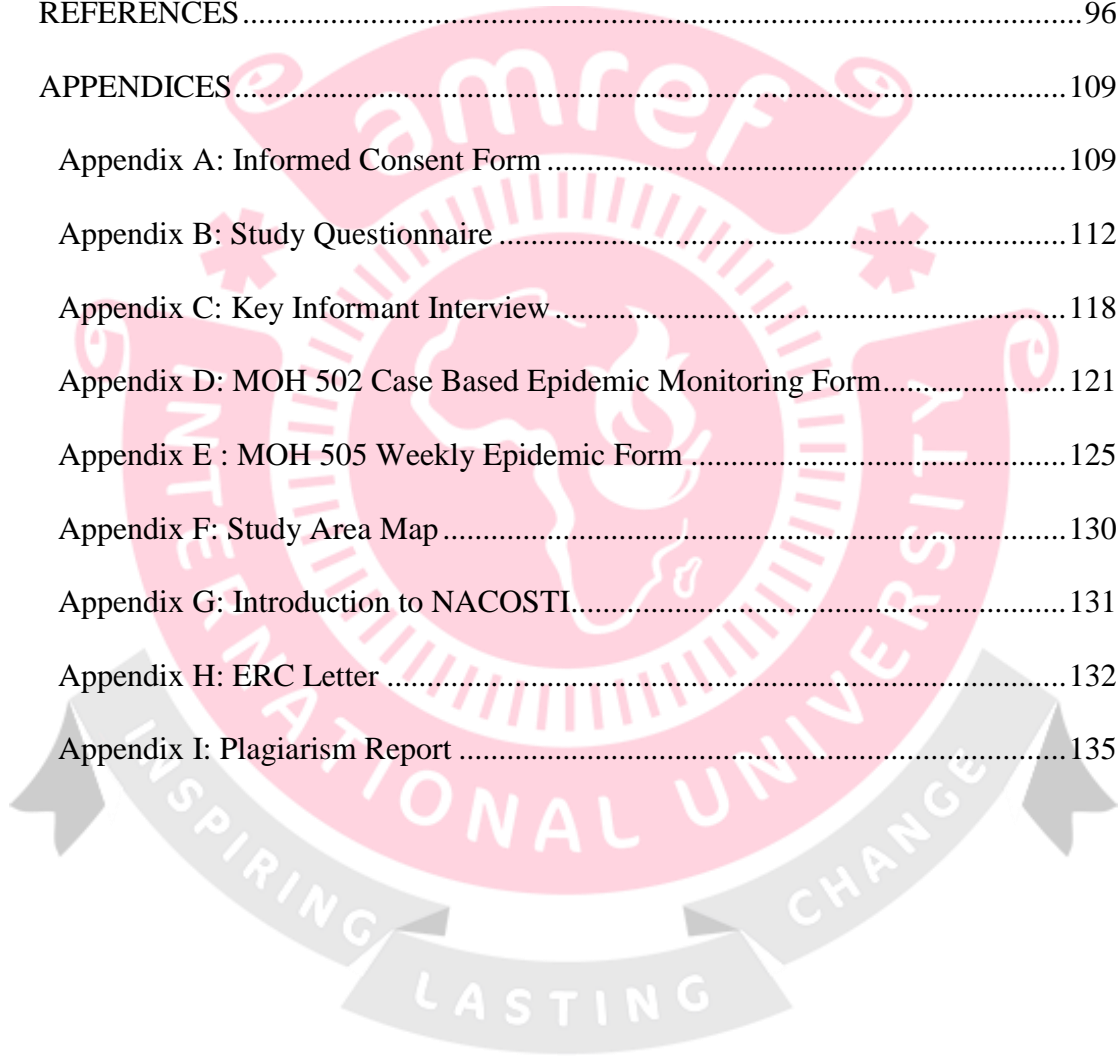 REFERENCES ........ 96
APPENDICES ........ 109
Appendix A: Informed Consent Form ........ 109
Appendix B: Study Questionnaire ........ 112
Appendix C: Key Informant Interview ........ 118
Appendix D: MOH 502 Case Based Epidemic Monitoring Form ........ 121
Appendix E : MOH 505 Weekly Epidemic Form ........ 125
Appendix F: Study Area Map ........ 130
Appendix G: Introduction to NACOSTI ........ 131
Appendix H: ERC Letter ........ 132
Appendix I: Plagiarism Report ........ 135
amref
INTERNATIONAL UNIVERSITY
INSPIRING LASTING CHANGE